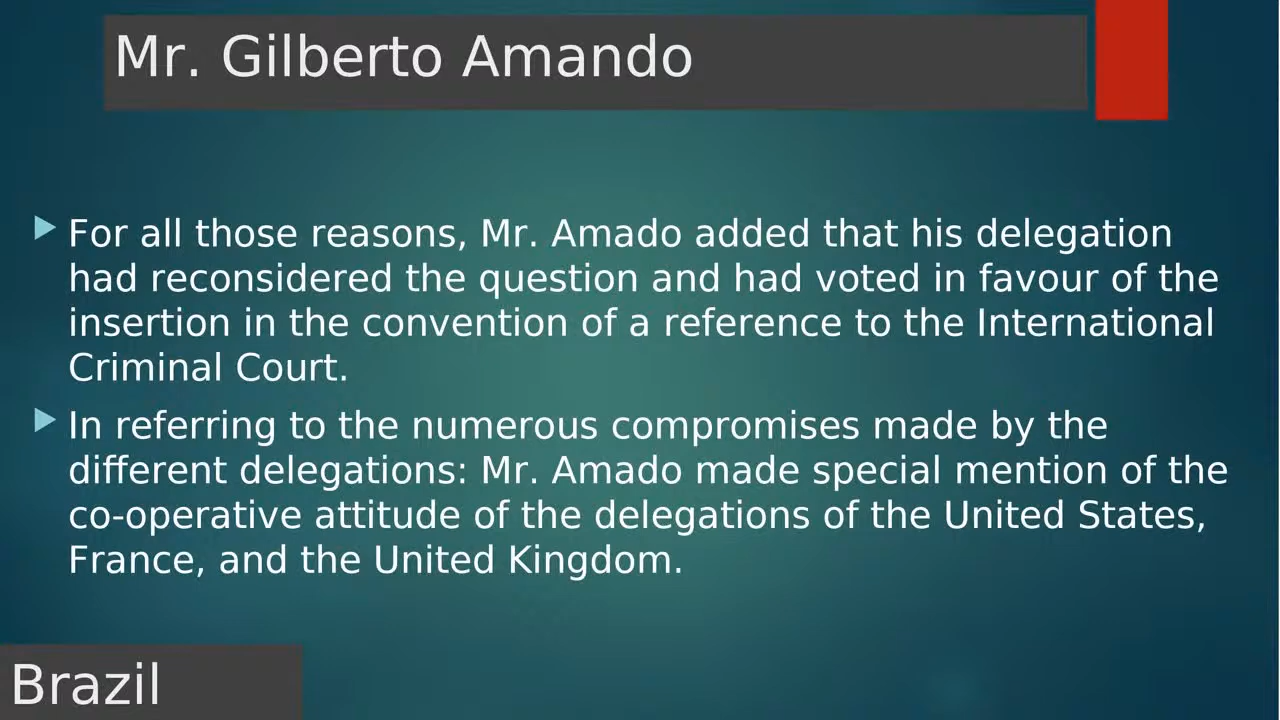 Mr. Gilberto Amando
For all those reasons, Mr. Amado added that his delegation
had reconsidered the question and had voted in favour of the
insertion in the convention of a reference to the International
Criminal Court.
In referring to the numerous compromises made by the
different delegations: Mr. Amado made special mention of the
co-operative attitude of the delegations of the United States,
France, and the United Kingdom.
Brazil